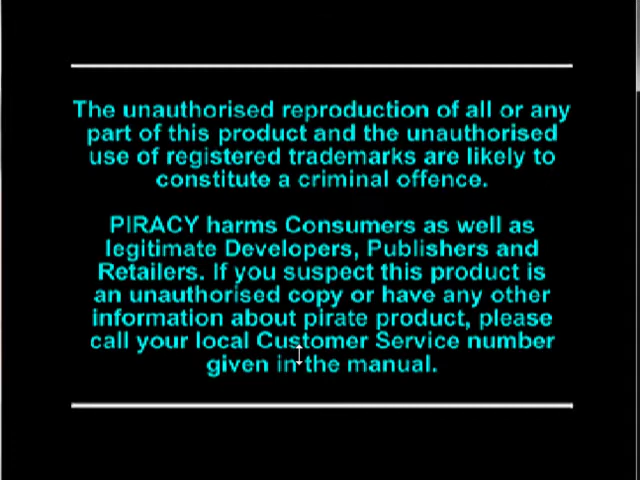 The unauthorised reproduction of all or any
part of this product and the unauthorised
use of registered trademarks are likely to
constitute a criminal offence.
PIRACY harms Consumers as well as
legitimate Developers, Publishers and
Retailers. If you suspect this product is
an unauthorised copy or have any other
information about pirate product, please
call your local Customer Service number
given in the manual.